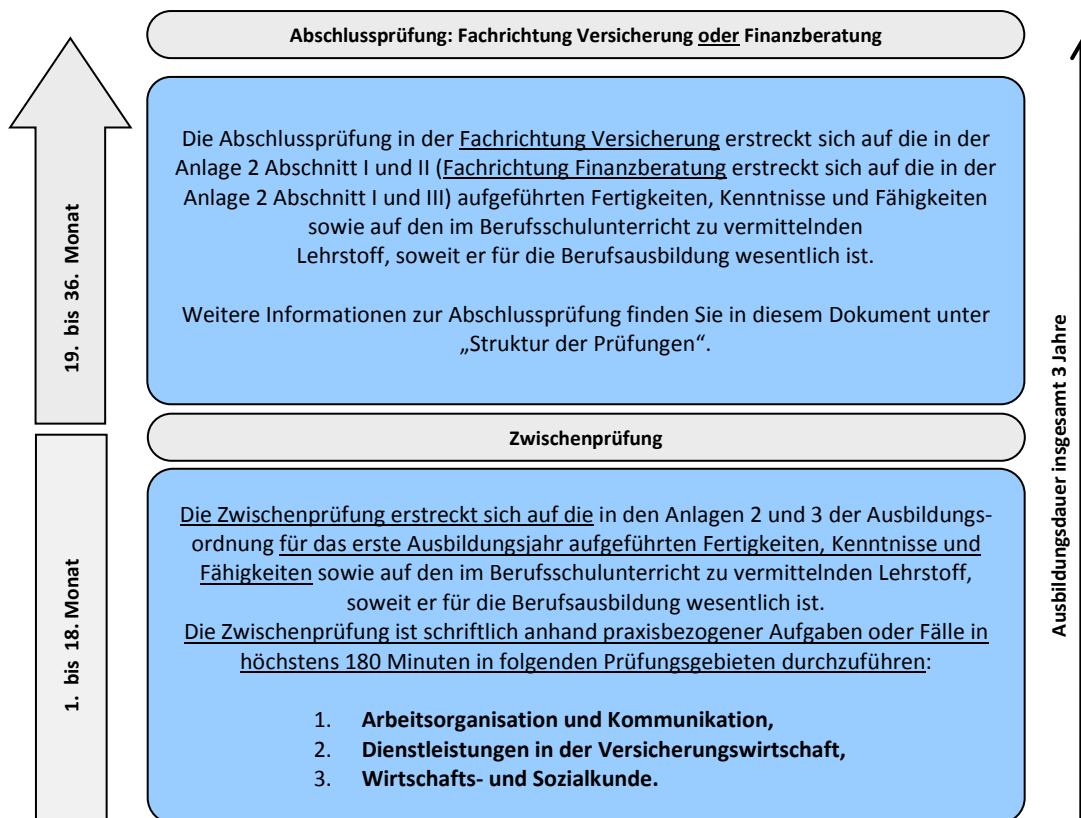 Abschlussprüfung: Fachrichtung Versicherung oder Finanzberatung
Die Abschlussprüfung in der Fachrichtung Versicherung erstreckt sich auf die in der
Anlage 2 Abschnitt I und II (Fachrichtung Finanzberatung erstreckt sich auf die in der
Anlage 2 Abschnitt I und III) aufgeführten Fertigkeiten, Kenntnisse und Fähigkeiten
sowie auf den im Berufsschulunterricht zu vermittelnden
Lehrstoff, soweit er für die Berufsausbildung wesentlich ist.
Weitere Informationen zur Abschlussprüfung finden Sie in diesem Dokument unter
„Struktur der Prüfungen“.
19. bis 36. Monat
Zwischenprüfung
Die Zwischenprüfung erstreckt sich auf die in den Anlagen 2 und 3 der Ausbildungs-
ordnung für das erste Ausbildungsjahr aufgeführten Fertigkeiten, Kenntnisse und
Fähigkeiten sowie auf den im Berufsschulunterricht zu vermittelnden Lehrstoff,
soweit er für die Berufsausbildung wesentlich ist.
Die Zwischenprüfung ist schriftlich anhand praxisbezogener Aufgaben oder Fälle in
höchstens 180 Minuten in folgenden Prüfungsgebieten durchzuführen:
1. Arbeitsorganisation und Kommunikation,
2. Dienstleistungen in der Versicherungswirtschaft,
3. Wirtschafts- und Sozialkunde.
1. bis 18. Monat
Ausbildungsdauer insgesamt 3 Jahre